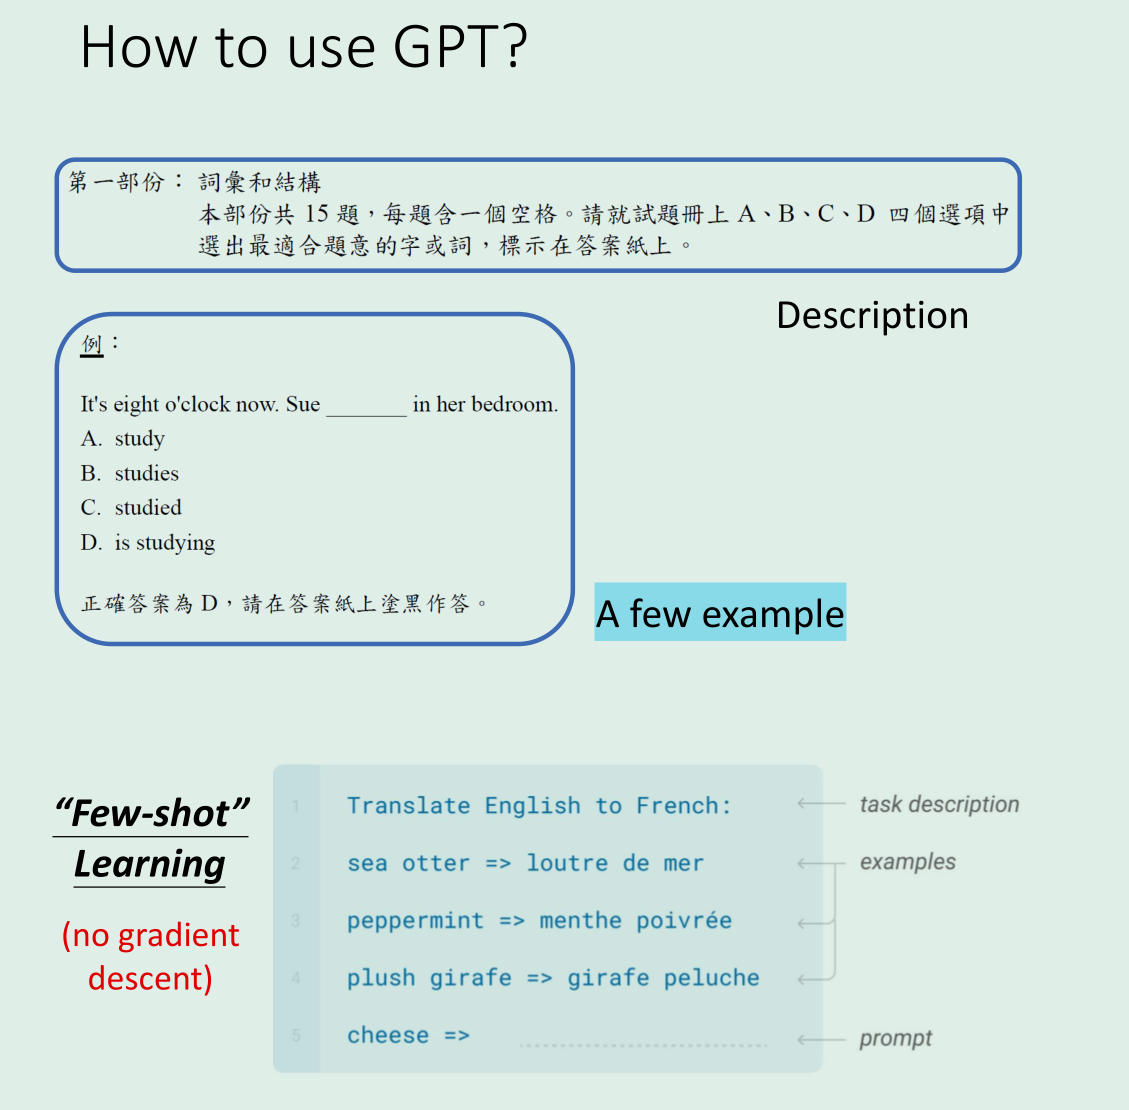 How to use GPT?
第一部份： 詞彙和結構
本部份共 15 題，每題含一個空格。請就試題冊上 A、B、C、D 四個選項中
選出最適合題意的字或詞，標示在答案紙上。
Description
例：
It's eight o'clock now. Sue ________ in her bedroom.
A. study
B. studies
C. studied
D. is studying
正確答案為 D，請在答案紙上塗黑作答。
A few example
“Few-shot”
Learning
(no gradient
descent)
1 Translate English to French: task description
2 sea otter => loutre de mer examples
3 peppermint => menthe poivrée
4 plush girafe => girafe peluche
5 cheese => prompt